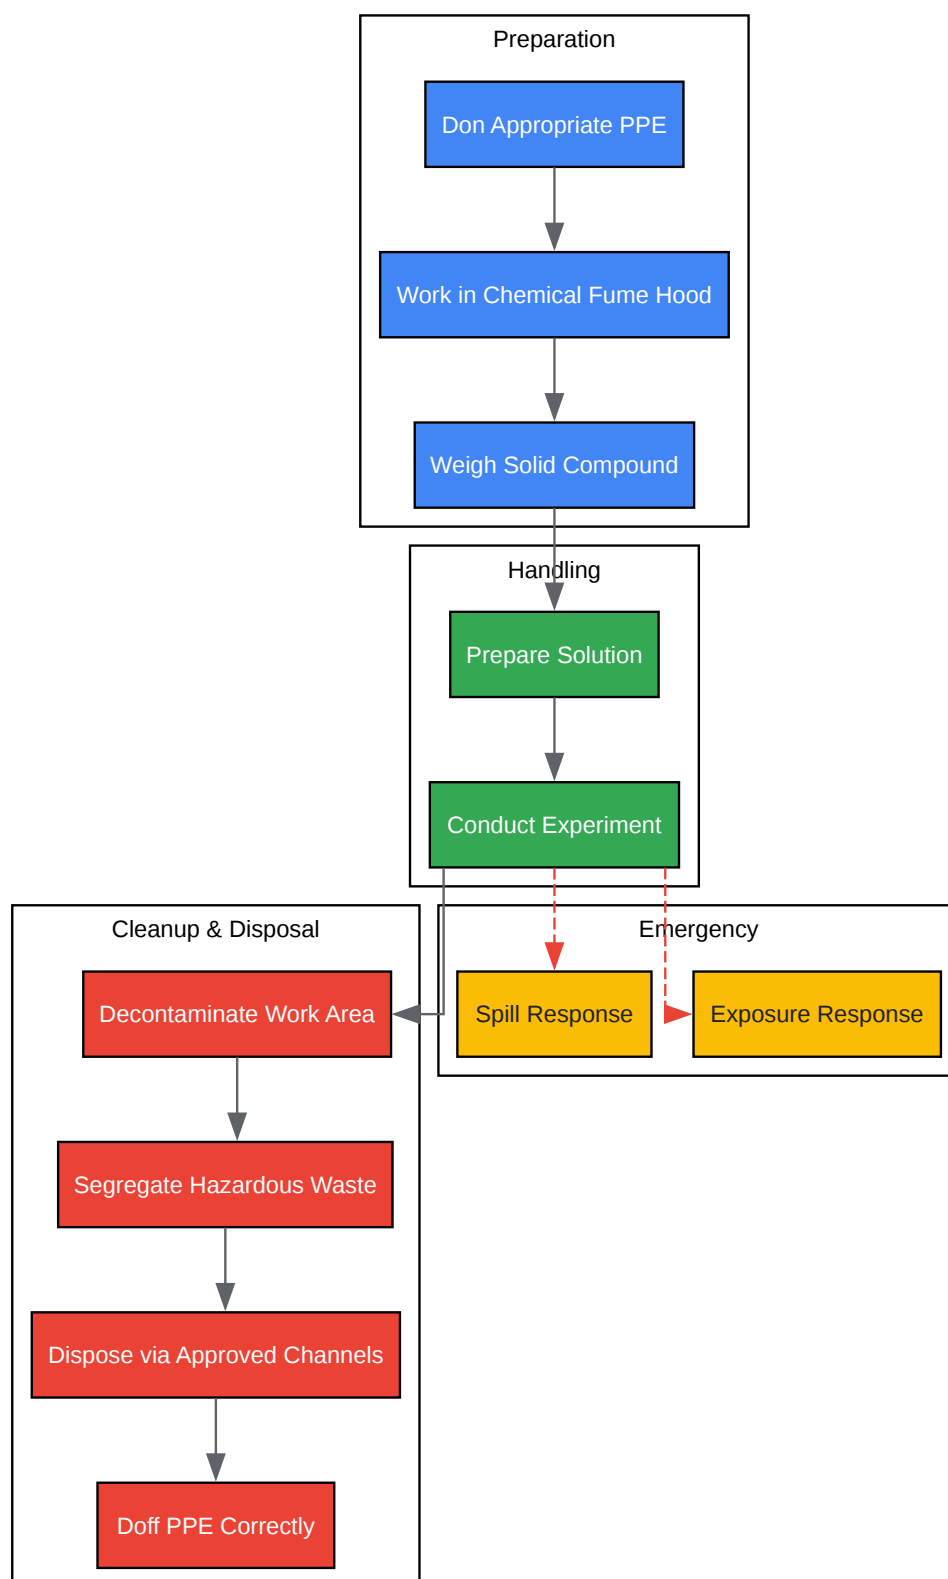 Preparation
Don Appropriate PPE
Work in Chemical Fume Hood
Weigh Solid Compound
Handling
Prepare Solution
Conduct Experiment
Cleanup & Disposal
Emergency
Decontaminate Work Area
Spill Response
Exposure Response
Segregate Hazardous Waste
Dispose via Approved Channels
Doff PPE Correctly